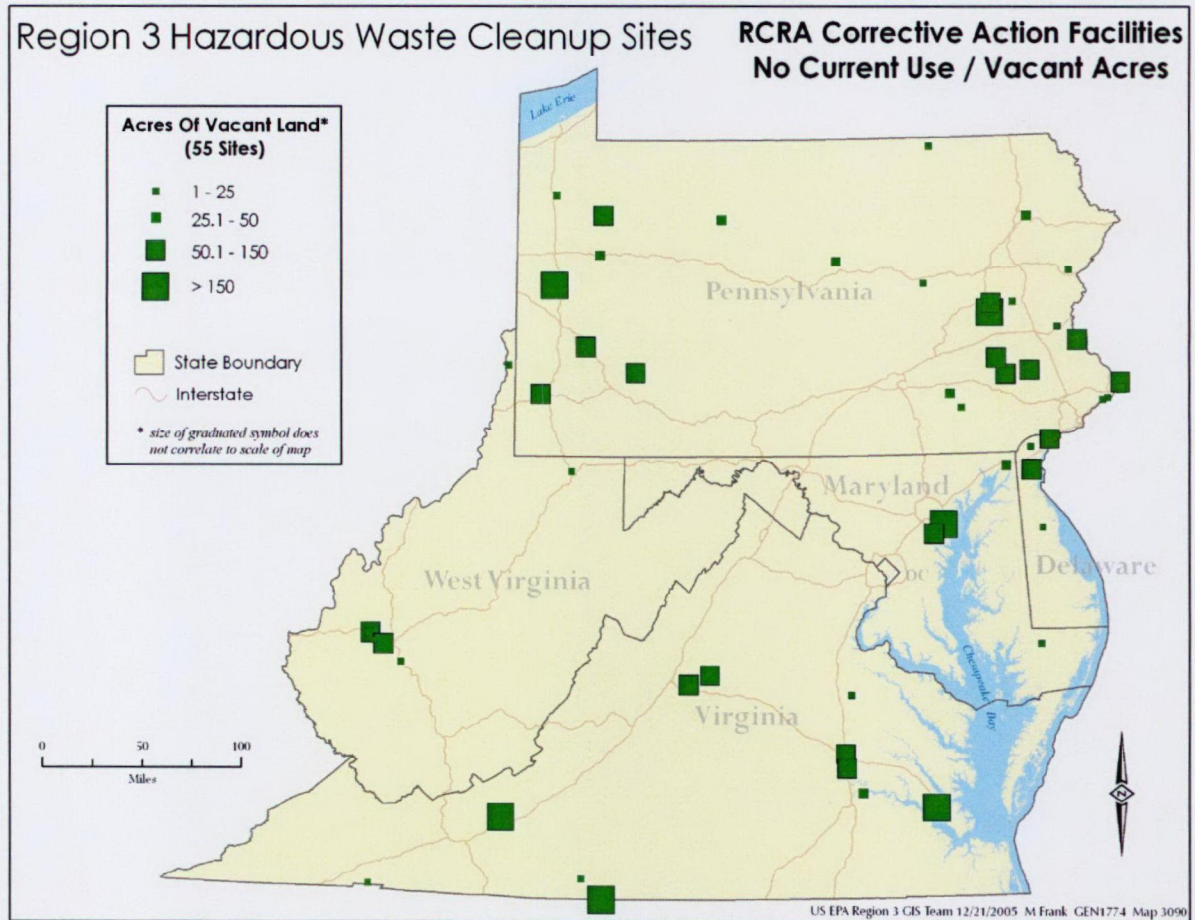 Region 3 Hazardous Waste Cleanup Sites
RCRA Corrective Action Facilities
No Current Use / Vacant Acres
Acres Of Vacant Land*
(55 Sites)
1 - 25
25.1 - 50
50.1 - 150
> 150
State Boundary
Interstate
* size of graduated symbol does
not correlate to scale of map
Lake Erie
Pennsylvania
Maryland
West Virginia
DC
Delaware
Chesapeake Bay
Virginia
0 50 100
Miles
N
US EPA Region 3 GIS Team 12/21/2005 M Frank GEN1774 Map 3090